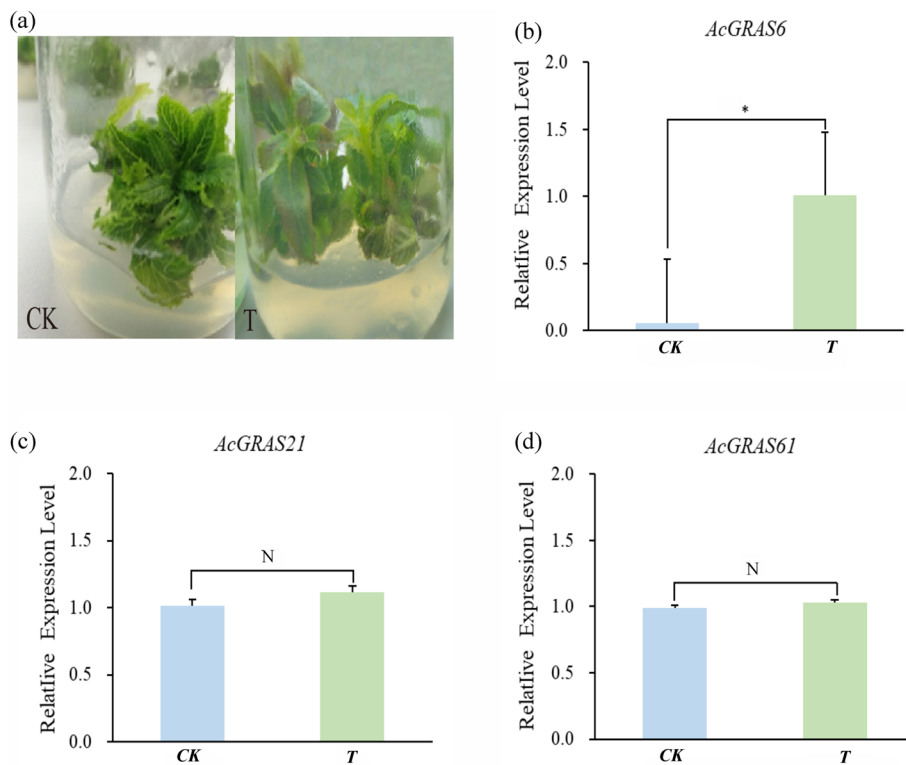 (a)
CK
T
(b)
AcGRAS6
RelatIive Expression Level
2.0
1.5
1.0
0.5
0.0
*
CK
T
(c)
AcGRAS21
RelatIive Expression Level
2.0
1.5
1.0
0.5
0.0
N
CK
T
(d)
AcGRAS61
RelatIive Expression Level
2.0
1.5
1.0
0.5
0.0
N
CK
T